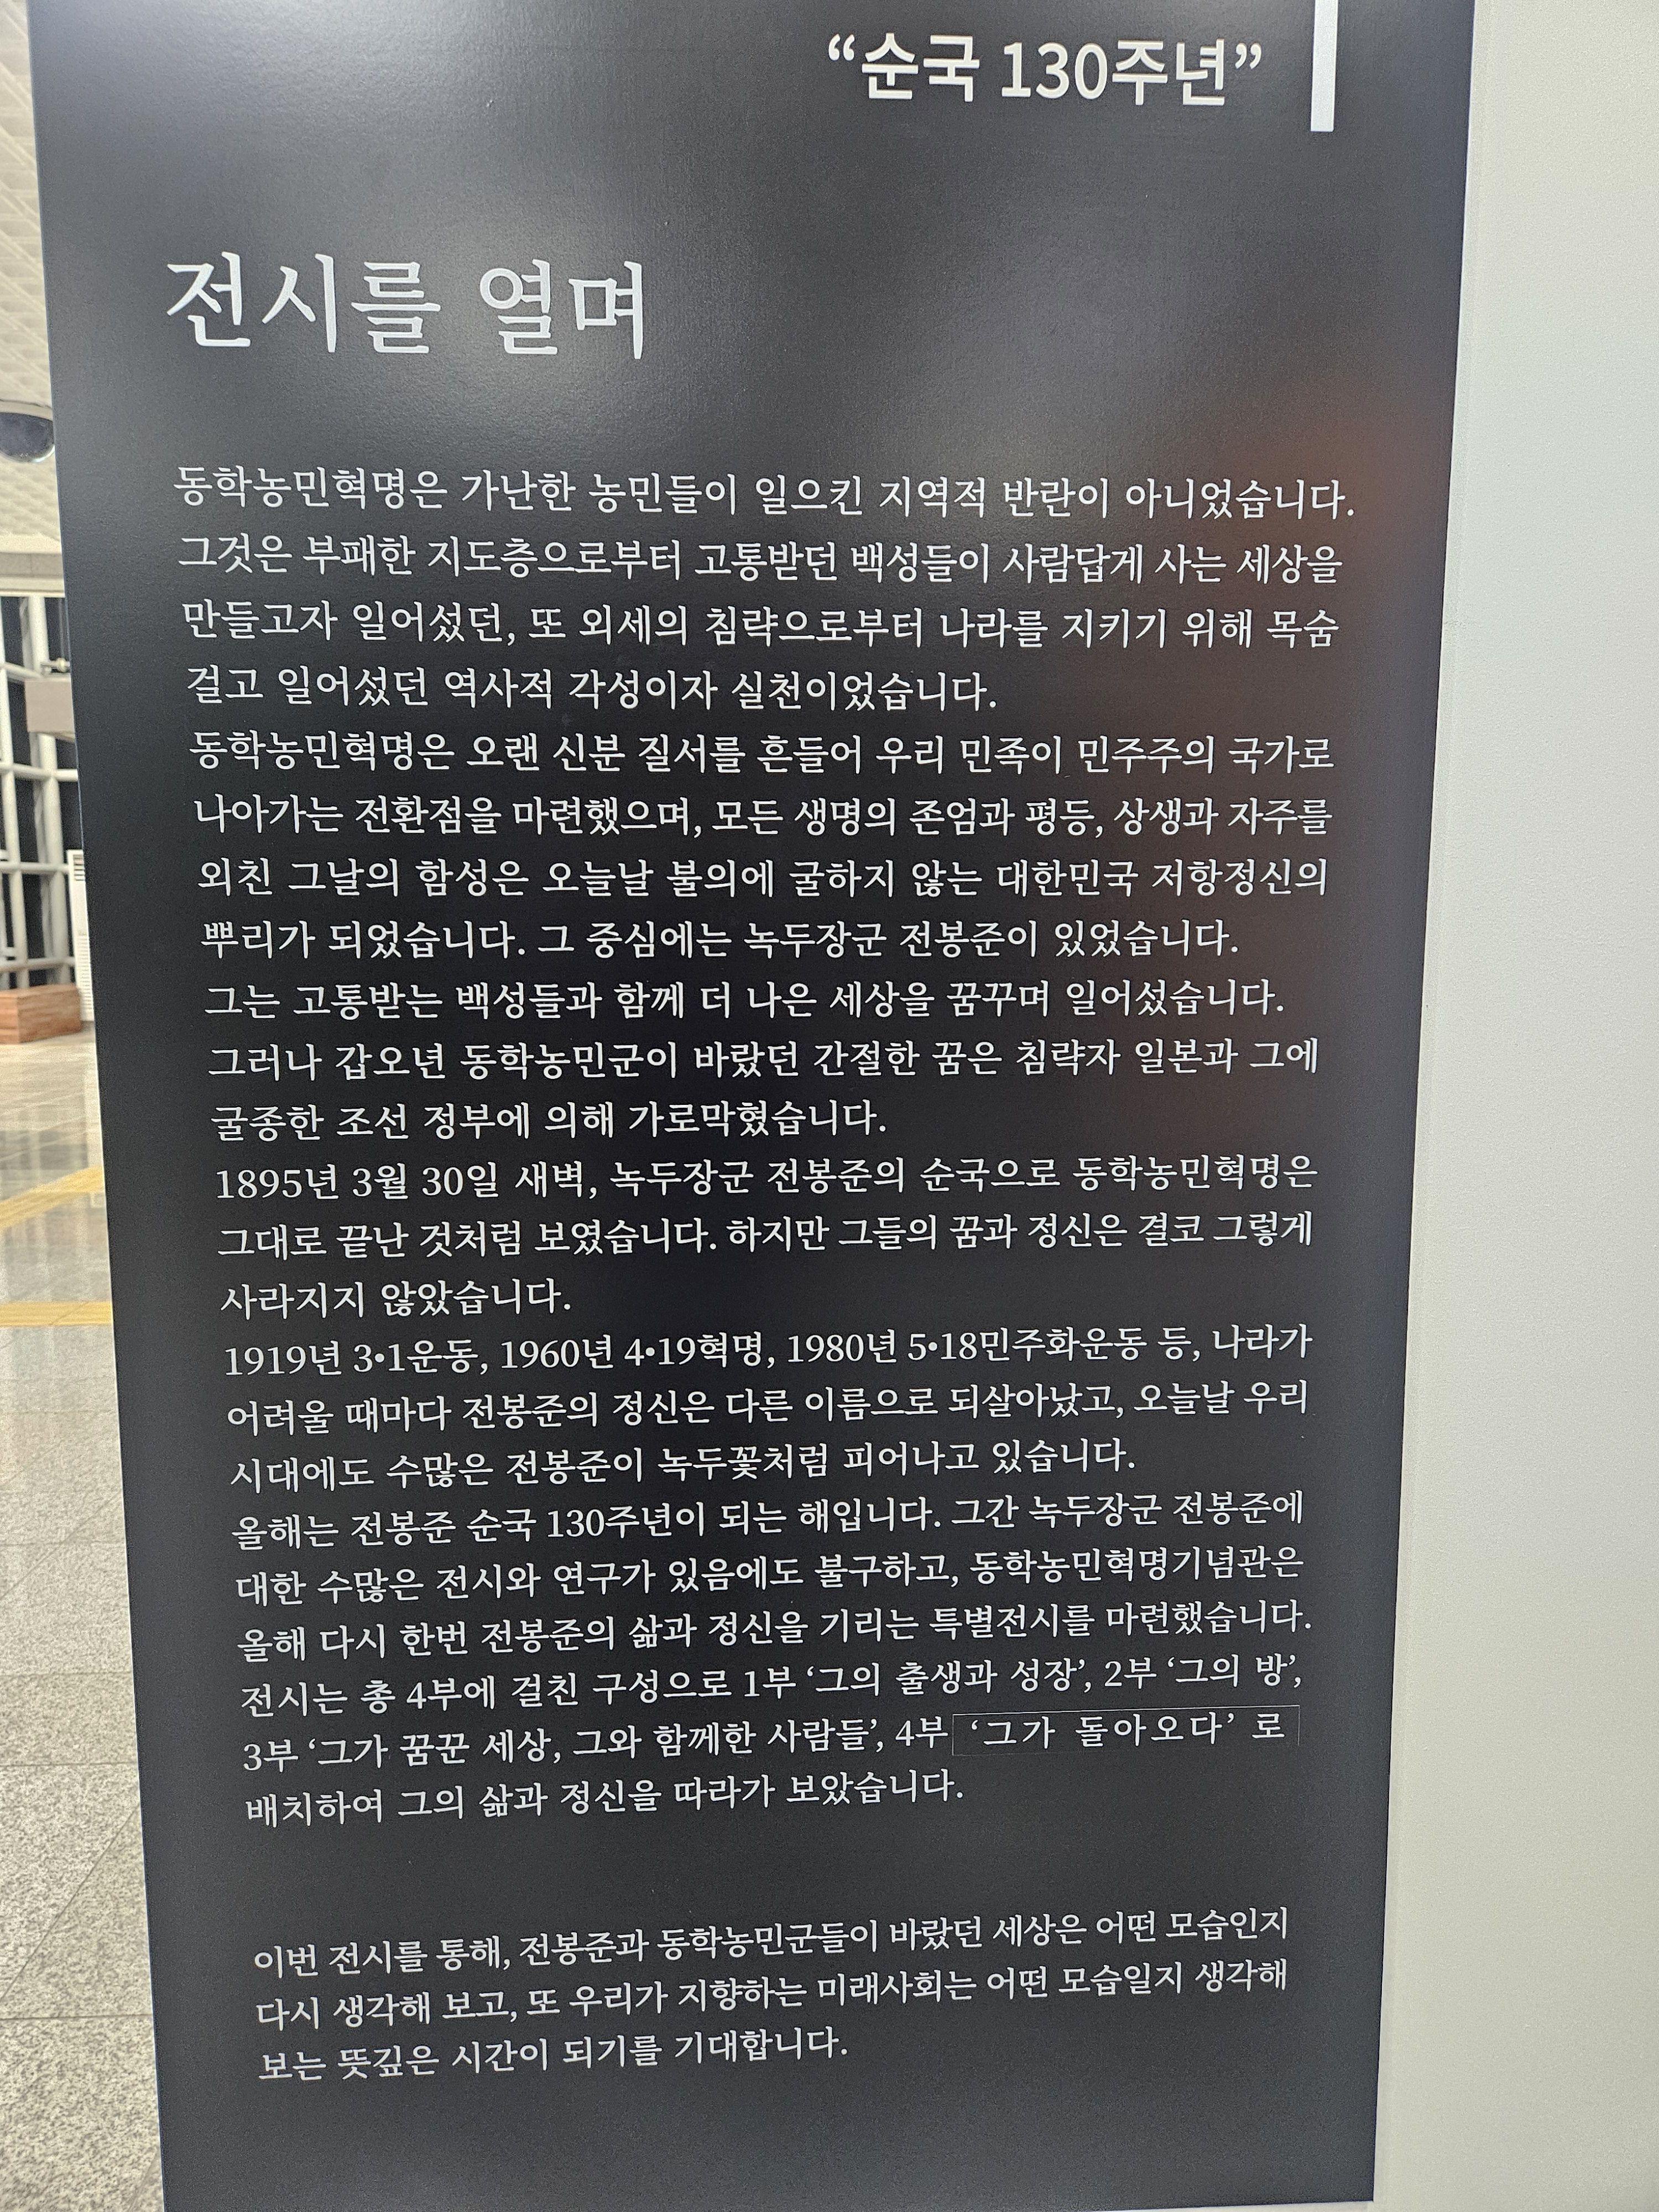 “순국 130주년”
전시를 열며
동학농민혁명은 가난한 농민들이 일으킨 지역적 반란이 아니었습니다.
그것은 부패한 지도층으로부터 고통받던 백성들이 사람답게 사는 세상을
만들고자 일어섰던, 또 외세의 침략으로부터 나라를 지키기 위해 목숨
걸고 일어섰던 역사적 각성이자 실천이었습니다.
동학농민혁명은 오랜 신분 질서를 흔들어 우리 민족이 민주주의 국가로
나아가는 전환점을 마련했으며, 모든 생명의 존엄과 평등, 상생과 자주를
외친 그날의 함성은 오늘날 불의에 굴하지 않는 대한민국 저항정신의
뿌리가 되었습니다. 그 중심에는 녹두장군 전봉준이 있었습니다.
그는 고통받는 백성들과 함께 더 나은 세상을 꿈꾸며 일어섰습니다.
그러나 갑오년 동학농민군이 바랐던 간절한 꿈은 침략자 일본과 그에
굴종한 조선 정부에 의해 가로막혔습니다.
1895년 3월 30일 새벽, 녹두장군 전봉준의 순국으로 동학농민혁명은
그대로 끝난 것처럼 보였습니다. 하지만 그들의 꿈과 정신은 결코 그렇게
사라지지 않았습니다.
1919년 3•1운동, 1960년 4•19혁명, 1980년 5•18민주화운동 등, 나라가
어려울 때마다 전봉준의 정신은 다른 이름으로 되살아났고, 오늘날 우리
시대에도 수많은 전봉준이 녹두꽃처럼 피어나고 있습니다.
올해는 전봉준 순국 130주년이 되는 해입니다. 그간 녹두장군 전봉준에
대한 수많은 전시와 연구가 있음에도 불구하고, 동학농민혁명기념관은
올해 다시 한번 전봉준의 삶과 정신을 기리는 특별전시를 마련했습니다.
전시는 총 4부에 걸친 구성으로 1부 ‘그의 출생과 성장’, 2부 ‘그의 방’,
3부 ‘그가 꿈꾼 세상, 그와 함께한 사람들’, 4부 ‘그가 돌아오다’ 로
배치하여 그의 삶과 정신을 따라가 보았습니다.
이번 전시를 통해, 전봉준과 동학농민군들이 바랐던 세상은 어떤 모습인지
다시 생각해 보고, 또 우리가 지향하는 미래사회는 어떤 모습일지 생각해
보는 뜻깊은 시간이 되기를 기대합니다.